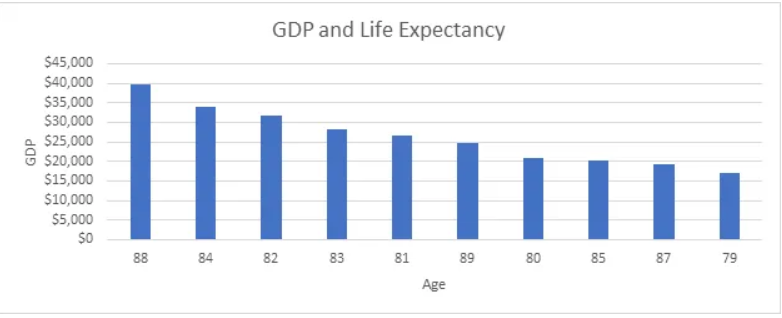 GDP and Life Expectancy
$45,000
$40,000
$35,000
$30,000
$25,000
$20,000
$15,000
$10,000
$5,000
$0
GDP
88 84 82 83 81 89 80 85 87 79
Age